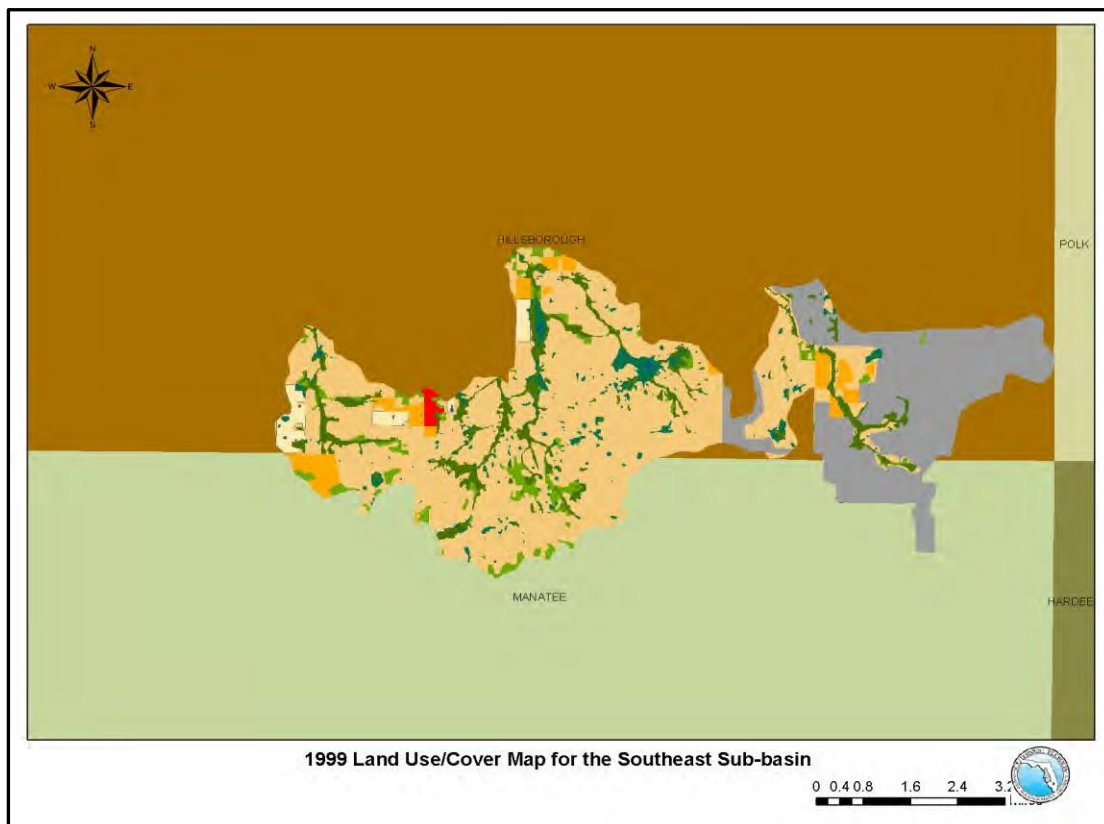 N
W E
S
HILLSBOROUGH
POLK
MANATEE
HARDEE
1999 Land Use/Cover Map for the Southeast Sub-basin
0 0.4 0.8 1.6 2.4